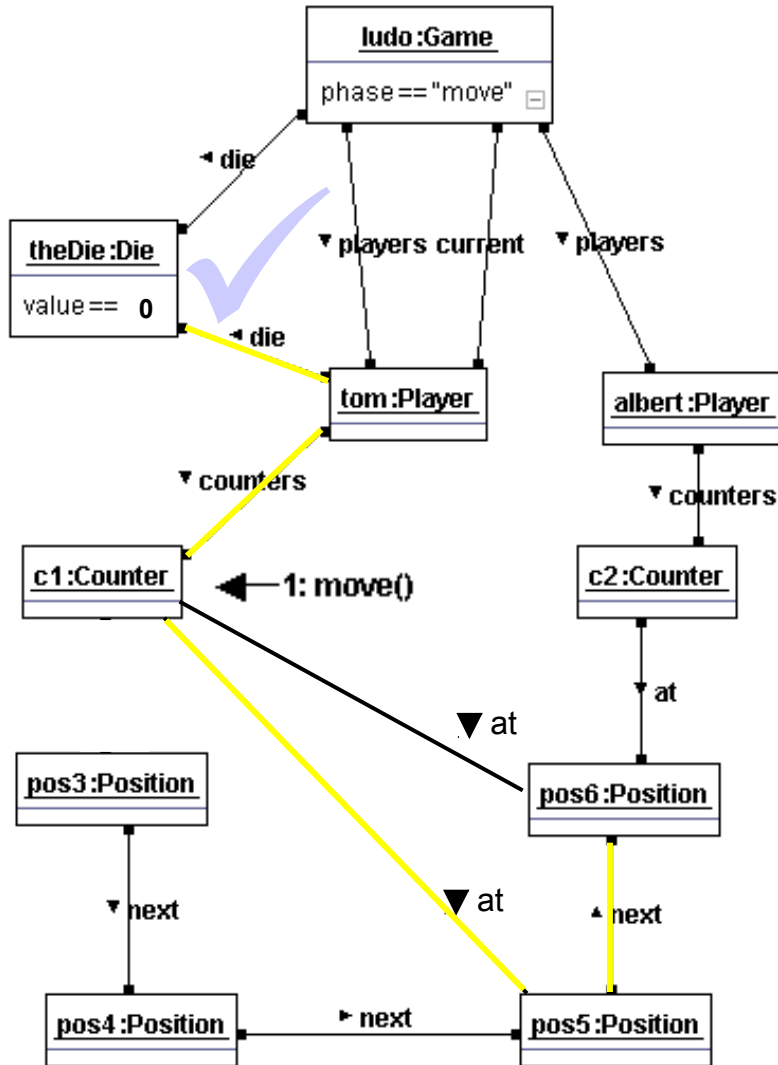 ludo:Game
phase=="move"
◄ die
theDie:Die
▼ players current
▼ players
value== 0
◄ die
tom:Player
albert:Player
▼ counters
▼ counters
c1:Counter
1: move()
c2:Counter
▼ at
▼ at
pos3:Position
pos6:Position
▼ next
▼ at
▲ next
pos4:Position
► next
pos5:Position